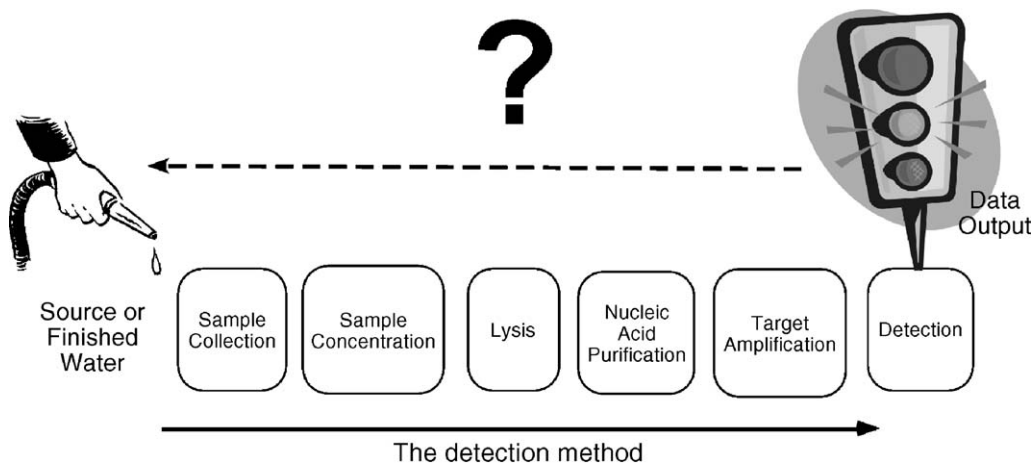 ?
Data
Output
Source or
Finished
Water
Sample
Collection
Sample
Concentration
Lysis
Nucleic
Acid
Purification
Target
Amplification
Detection
The detection method